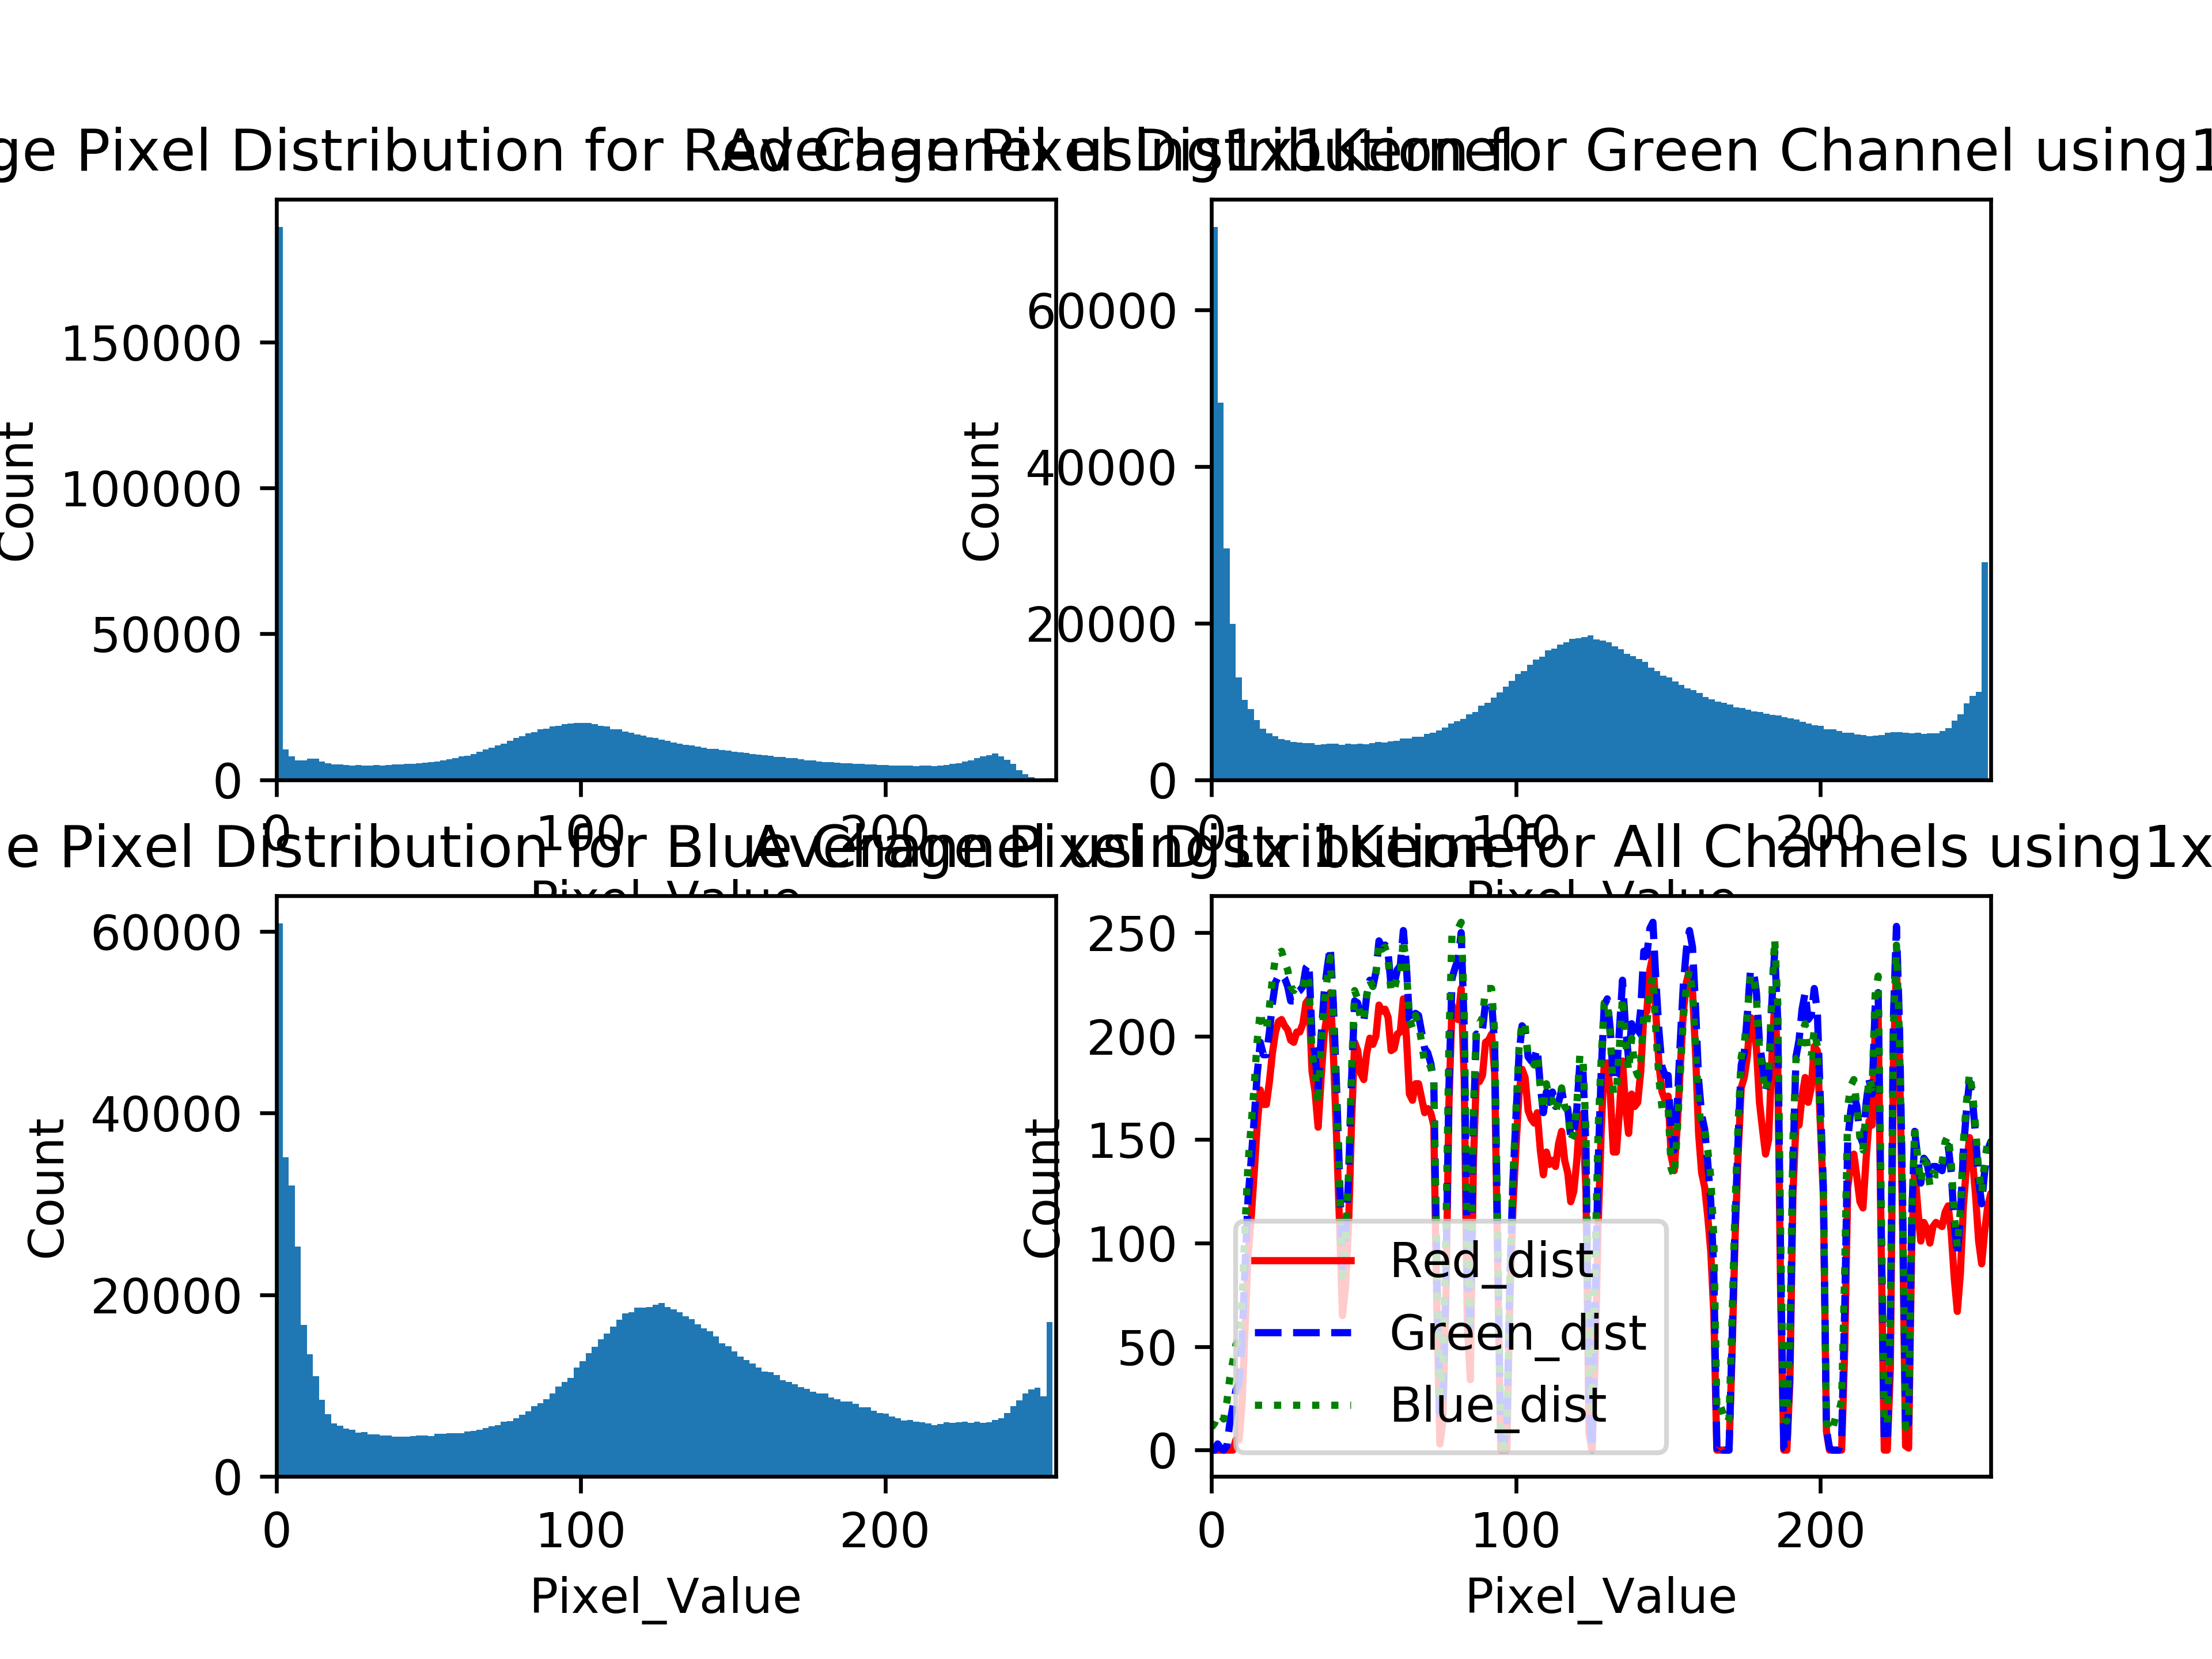 ge Pixel Distribution for Red Channel using1x1Kernel
Average Pixel Distribution for Green Channel using1
Count
150000
100000
50000
0
0
100
200
Pixel_Value
Count
60000
40000
20000
0
0
100
200
Pixel_Value
e Pixel Distribution for Blue Channel using1x1Kernel
Average Pixel Distribution for All Channels using1x
Count
60000
40000
20000
0
0
100
200
Pixel_Value
Count
250
200
150
100
50
0
Red_dist
Green_dist
Blue_dist
0
100
200
Pixel_Value